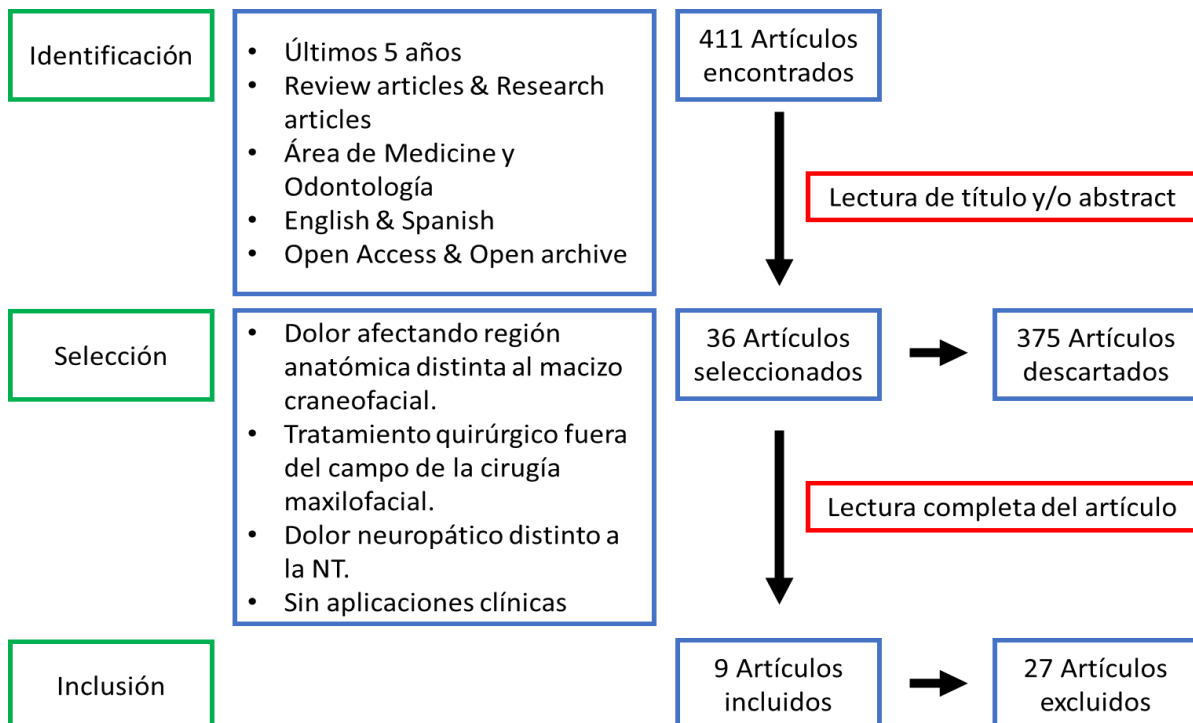 Identificación
• Últimos 5 años
• Review articles & Research
articles
• Área de Medicine y
Odontología
• English & Spanish
• Open Access & Open archive
411 Artículos
encontrados
Lectura de título y/o abstract
Selección
• Dolor afectando región
anatómica distinta al macizo
craneofacial.
• Tratamiento quirúrgico fuera
del campo de la cirugía
maxilofacial.
• Dolor neuropático distinto a
la NT.
• Sin aplicaciones clínicas
36 Artículos
seleccionados
375 Artículos
descartados
Lectura completa del artículo
Inclusión
9 Artículos
incluidos
27 Artículos
excluidos